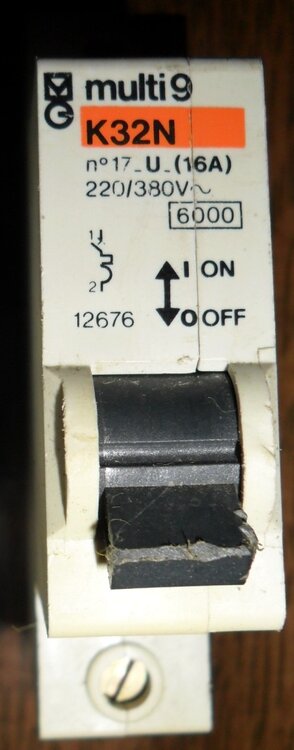 multi 9
K32N
n° 17_U_(16A)
220/380V~
6000
1
2
I ON
12676
O OFF